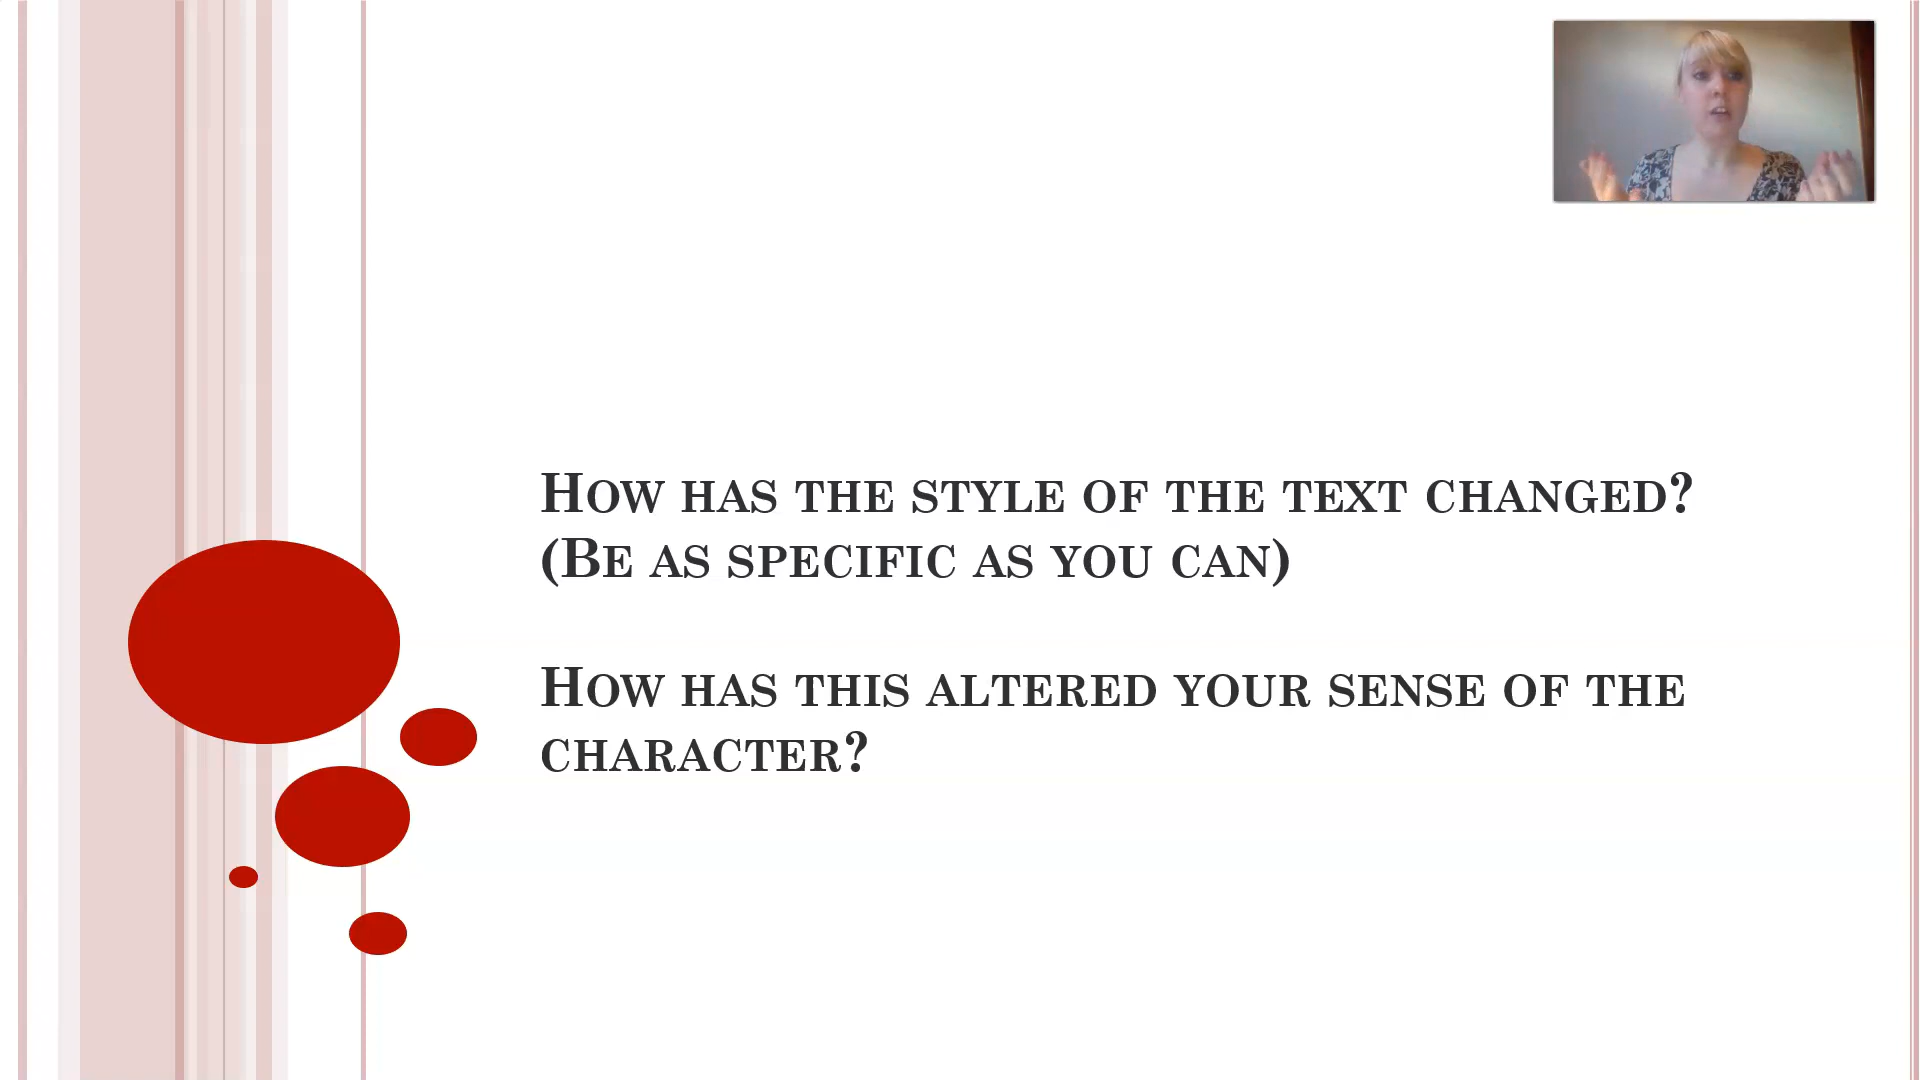 How has the style of the text changed?
(Be as specific as you can)
How has this altered your sense of the
character?